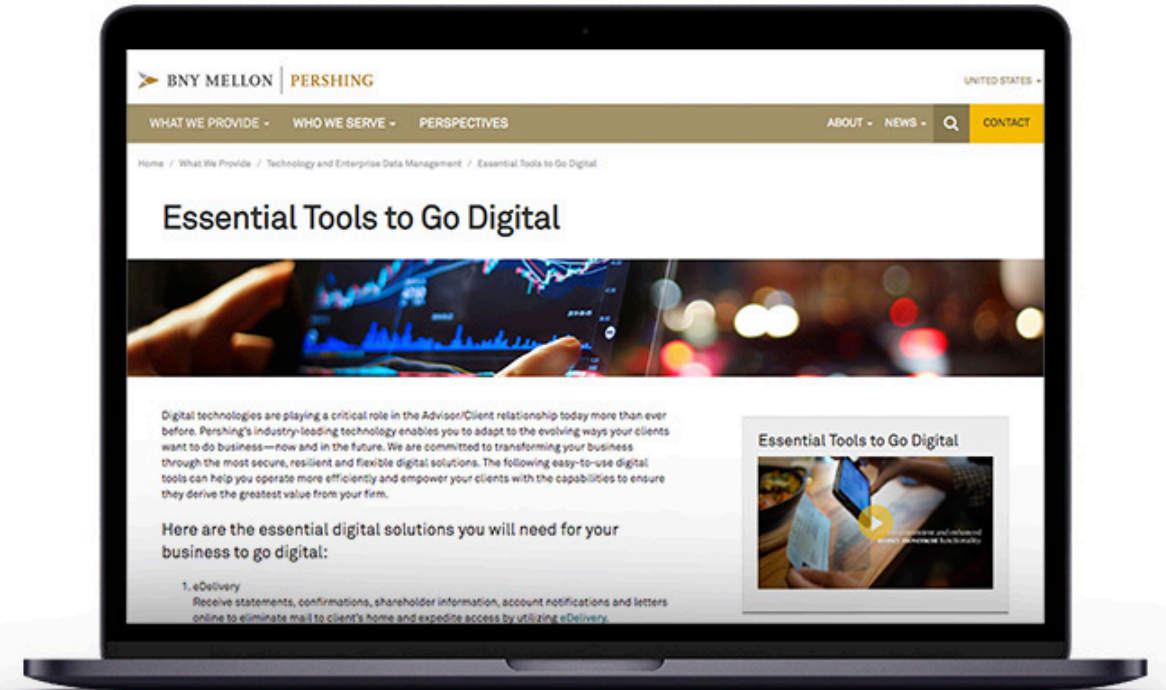 BNY MELLON | PERSHING
UNITED STATES
WHAT WE PROVIDE WHO WE SERVE PERSPECTIVES ABOUT NEWS CONTACT
Home / What We Provide / Technology and Enterprise Data Management / Essential Tools to Go Digital
Essential Tools to Go Digital
Digital technologies are playing a critical role in the Advisor/Client relationship today more than ever
before. Pershing's industry-leading technology enables you to adapt to the evolving ways your clients
want to do business—now and in the future. We are committed to transforming your business
through the most secure, resilient and flexible digital solutions. The following easy-to-use digital
tools can help you operate more efficiently and empower your clients with the capabilities to ensure
they derive the greatest value from your firm.
Here are the essential digital solutions you will need for your
business to go digital:
1. eDelivery
Receive statements, confirmations, shareholder information, account notifications and letters
online to eliminate mail to client's home and expedite access by utilizing eDelivery.
Essential Tools to Go Digital
and enhanced
movement functionality.